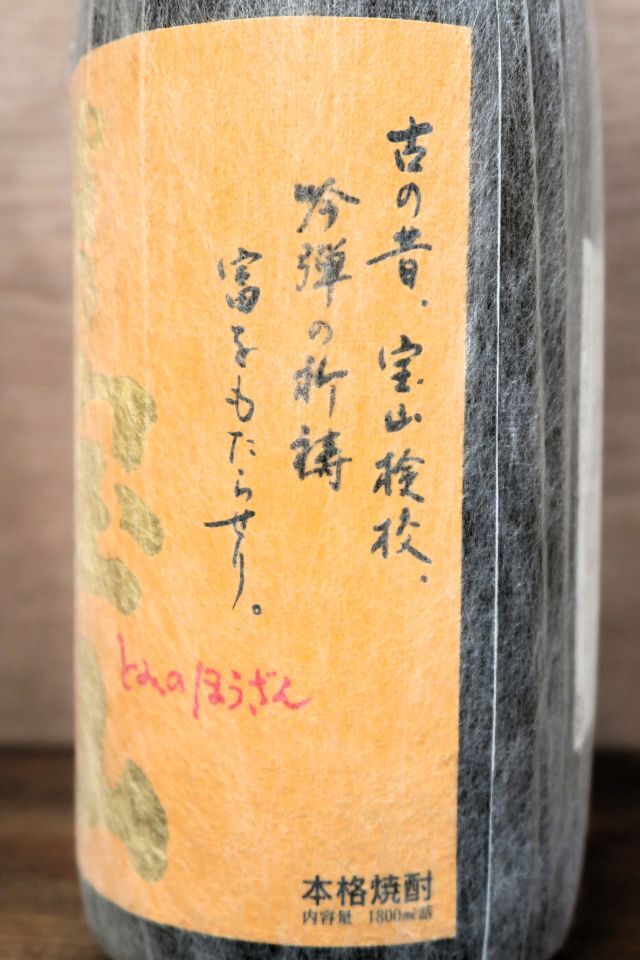 古の昔、宝山検校、
吟弾の祈祷
富をもたらせり。
とみのほうざん
本格焼酎
内容量 1800ml詰